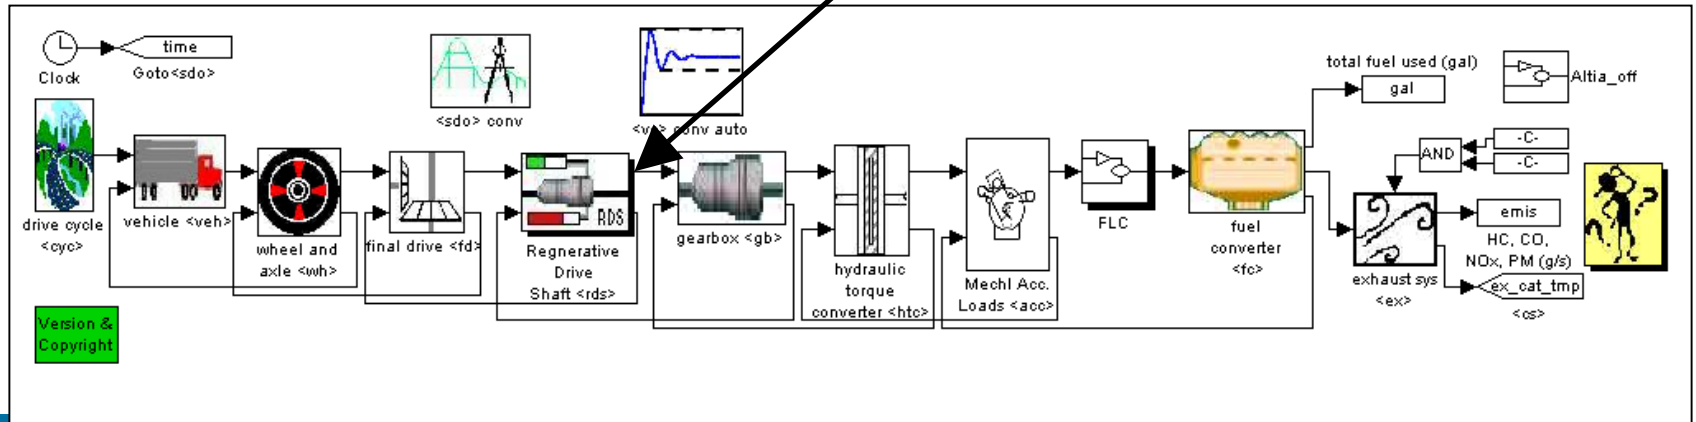 Clock
time
Goto<sdo>
<sdo> conv
conv auto
total fuel used (gal)
gal
Altia_off
drive cycle
<cyc>
vehicle <veh>
wheel and
axle <wh>
final drive <fd>
RDS
Regnerative
Drive
Shaft <rds>
gearbox <gb>
hydraulic
torque
converter <htc>
Mechl Acc.
Loads <acc>
FLC
fuel
converter
<fc>
AND
-C-
-C-
exhaust sys
<ex>
emis
HC, CO,
NOx, PM (g/s)
ex_cat_tmp
<cs>
Version &
Copyright